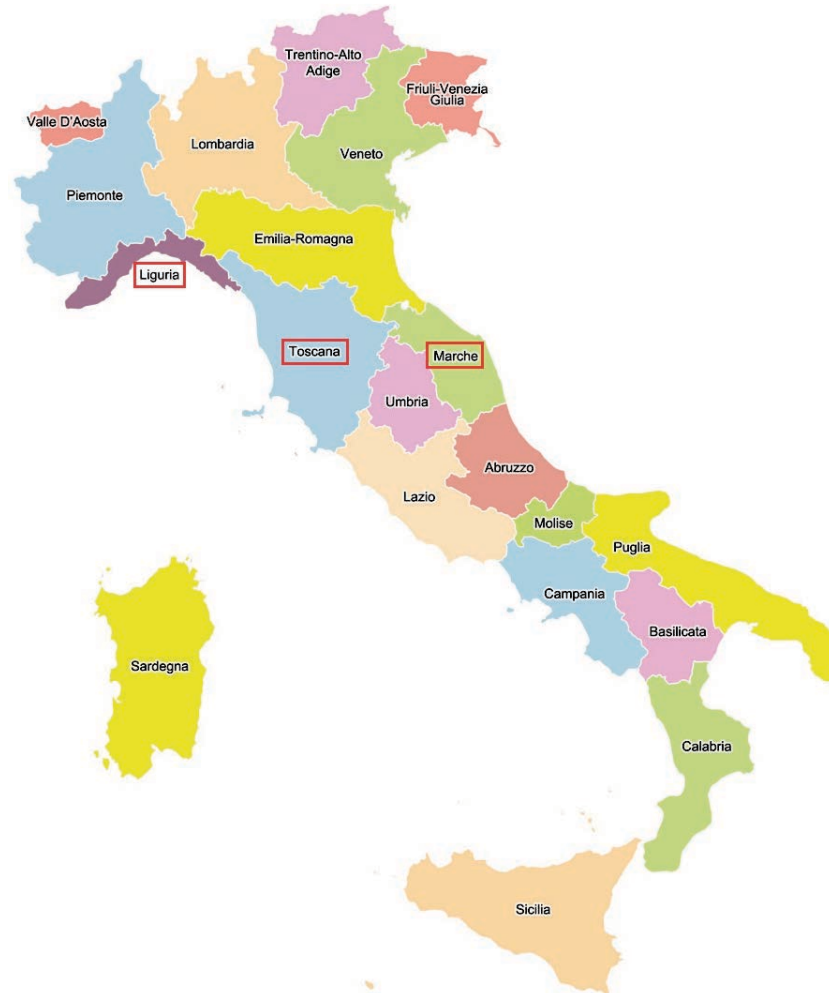 Trentino-Alto
Adige
Friuli-Venezia
Giulia
Valle D'Aosta
Lombardia
Veneto
Piemonte
Emilia-Romagna
Liguria
Toscana
Marche
Umbria
Abruzzo
Lazio
Molise
Puglia
Campania
Basilicata
Sardegna
Calabria
Sicilia